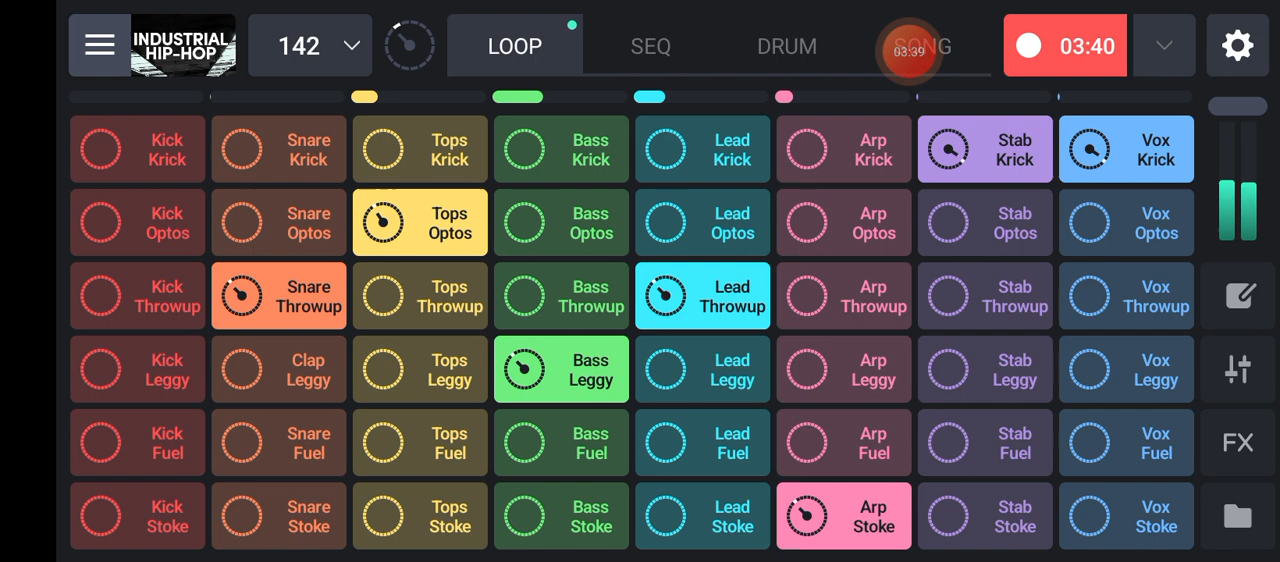 INDUSTRIAL
HIP-HOP
142
LOOP
SEQ
DRUM
SONG
03:39
03:40
Kick
Krick
Snare
Krick
Tops
Krick
Bass
Krick
Lead
Krick
Arp
Krick
Stab
Krick
Vox
Krick
Kick
Optos
Snare
Optos
Tops
Optos
Bass
Optos
Lead
Optos
Arp
Optos
Stab
Optos
Vox
Optos
Kick
Throwup
Snare
Throwup
Tops
Throwup
Bass
Throwup
Lead
Throwup
Arp
Throwup
Stab
Throwup
Vox
Throwup
Kick
Leggy
Clap
Leggy
Tops
Leggy
Bass
Leggy
Lead
Leggy
Arp
Leggy
Stab
Leggy
Vox
Leggy
Kick
Fuel
Snare
Fuel
Tops
Fuel
Bass
Fuel
Lead
Fuel
Arp
Fuel
Stab
Fuel
Vox
Fuel
FX
Kick
Stoke
Snare
Stoke
Tops
Stoke
Bass
Stoke
Lead
Stoke
Arp
Stoke
Stab
Stoke
Vox
Stoke